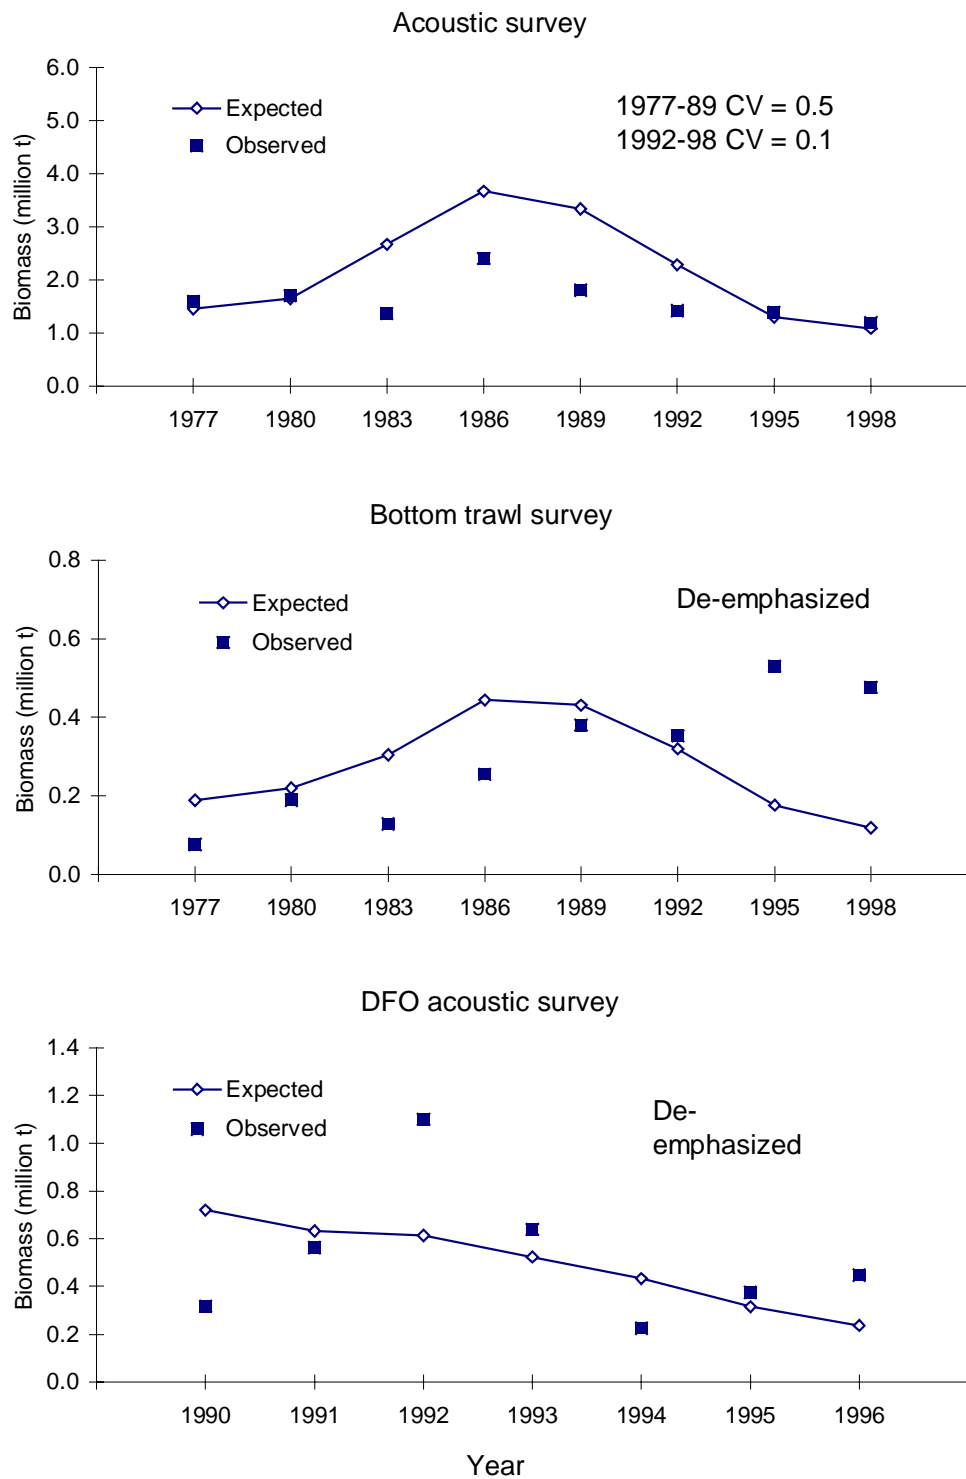 Acoustic survey
6.0
5.0
4.0
3.0
2.0
1.0
0.0
Biomass (million t)
Expected
Observed
1977-89 CV = 0.5
1992-98 CV = 0.1
1977 1980 1983 1986 1989 1992 1995 1998
Bottom trawl survey
0.8
0.6
0.4
0.2
0.0
Biomass (million t)
Expected
Observed
De-emphasized
1977 1980 1983 1986 1989 1992 1995 1998
DFO acoustic survey
1.4
1.2
1.0
0.8
0.6
0.4
0.2
0.0
Biomass (million t)
Expected
Observed
De-
emphasized
1990 1991 1992 1993 1994 1995 1996
Year